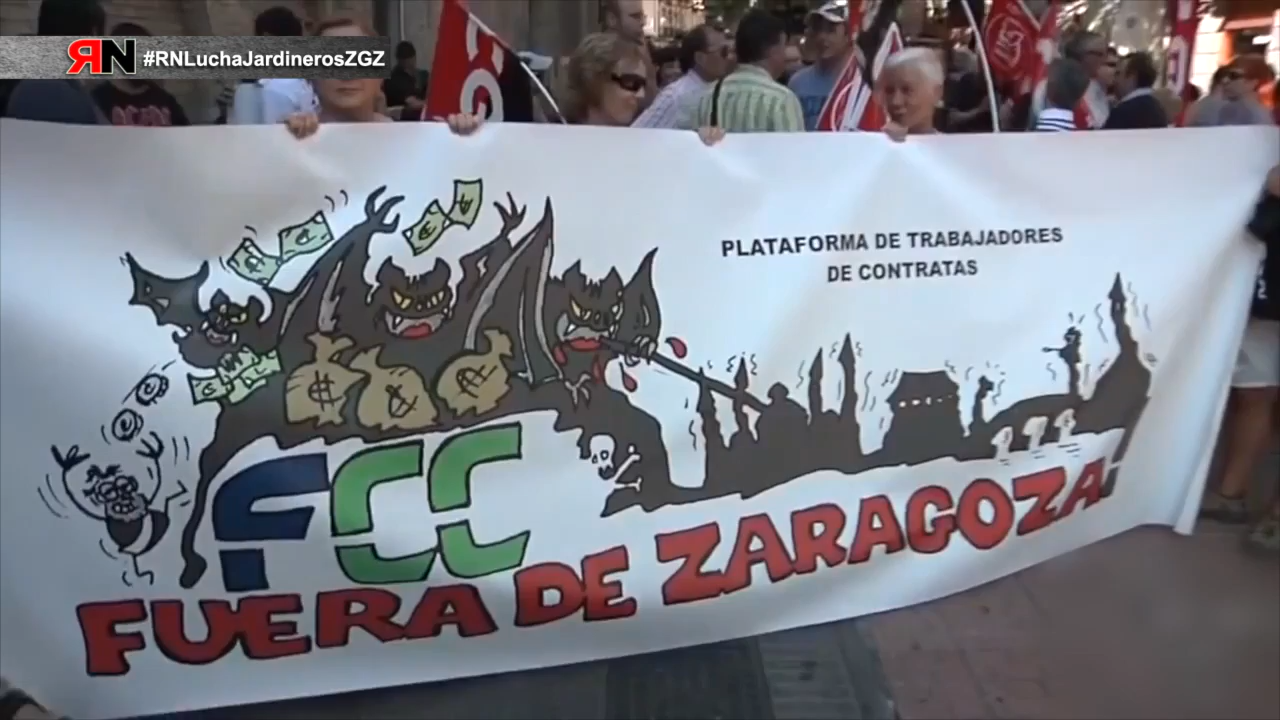 RN #RNLuchaJardinerosZGZ
PLATAFORMA DE TRABAJADORES
DE CONTRATAS
FCC
FUERA DE ZARAGOZA!